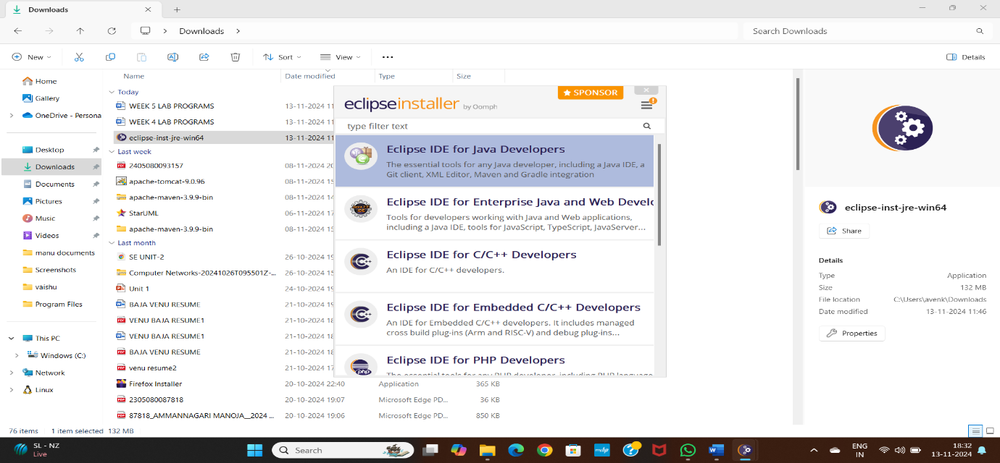 Downloads
Downloads
Search Downloads
New
Sort
View
Details
Home
Gallery
OneDrive - Persona
Desktop
Downloads
Documents
Pictures
Music
Videos
manu documents
Screenshots
vaishu
Program Files
This PC
Windows (C:)
Network
Linux
Name Date modified Type Size
Today
WEEK 5 LAB PROGRAMS 13-11-2024 11
WEEK 4 LAB PROGRAMS 13-11-2024 11
eclipse-inst-jre-win64 13-11-2024 11
Last week
2405080093157 08-11-2024 20
apache-tomcat-9.0.96 08-11-2024 15
apache-maven-3.9.9-bin 08-11-2024 14
StarUML 06-11-2024 17
apache-maven-3.9.9-bin 08-11-2024 15
Last month
SE UNIT-2 26-10-2024 19
Computer Networks-20241026T095501Z-... 26-10-2024 15
Unit 1 24-10-2024 19
BAJA VENU RESUME 21-10-2024 19
VENU BAJA RESUME1 21-10-2024 18
VENU BAJA RESUME1 21-10-2024 18
BAJA VENU RESUME 21-10-2024 18
venu resume2 21-10-2024 17
Firefox Installer 20-10-2024 22:40 Application 365 KB
2305080087818 20-10-2024 19:07 Microsoft Edge PD... 36 KB
87818_AMMANNAGARI MANOJA__2024 ... 20-10-2024 19:06 Microsoft Edge PD... 850 KB
SPONSOR
eclipseinstaller by Oomph
type filter text
Eclipse IDE for Java Developers
The essential tools for any Java developer, including a Java IDE, a
Git client, XML Editor, Maven and Gradle integration
Eclipse IDE for Enterprise Java and Web Develo
Tools for developers working with Java and Web applications,
including a Java IDE, tools for JavaScript, TypeScript, JavaServer...
Eclipse IDE for C/C++ Developers
An IDE for C/C++ developers.
Eclipse IDE for Embedded C/C++ Developers
An IDE for Embedded C/C++ developers. It includes managed
cross build plug-ins (Arm and RISC-V) and debug plug-ins...
Eclipse IDE for PHP Developers
The essential tools for any PHP developer, including PHP language
eclipse-inst-jre-win64
Share
Details
Type Application
Size 132 MB
File location C:\Users\avenk\Downloads
Date modified 13-11-2024 11:46
Properties
76 items 1 item selected 132 MB
SL - NZ
Live
Search
ENG
IN
18:32
13-11-2024